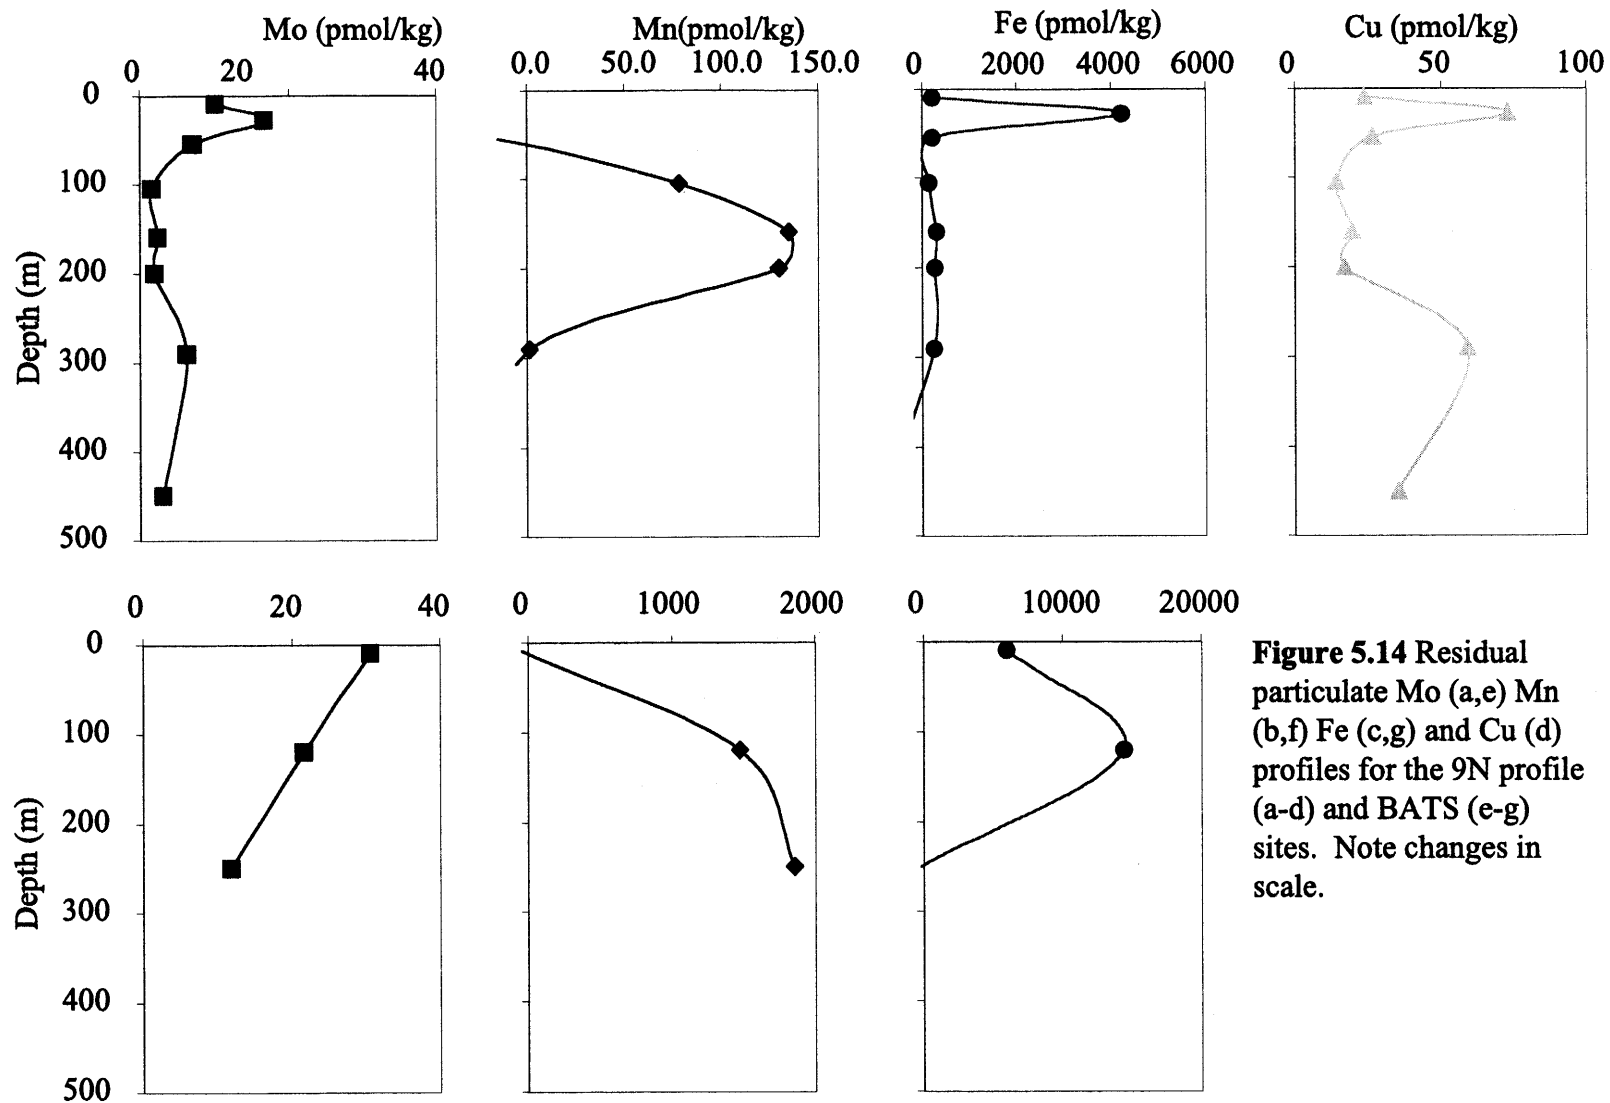 Mo (pmol/kg)
0 20 40
Mn(pmol/kg)
0.0 50.0 100.0 150.0
Fe (pmol/kg)
0 2000 4000 6000
Cu (pmol/kg)
0 50 100
0
100
200
300
400
500
Depth (m)
0 20 40
0 1000 2000
0 10000 20000
0
100
200
300
400
500
Depth (m)
Figure 5.14 Residual
particulate Mo (a,e) Mn
(b,f) Fe (c,g) and Cu (d)
profiles for the 9N profile
(a-d) and BATS (e-g)
sites. Note changes in
scale.